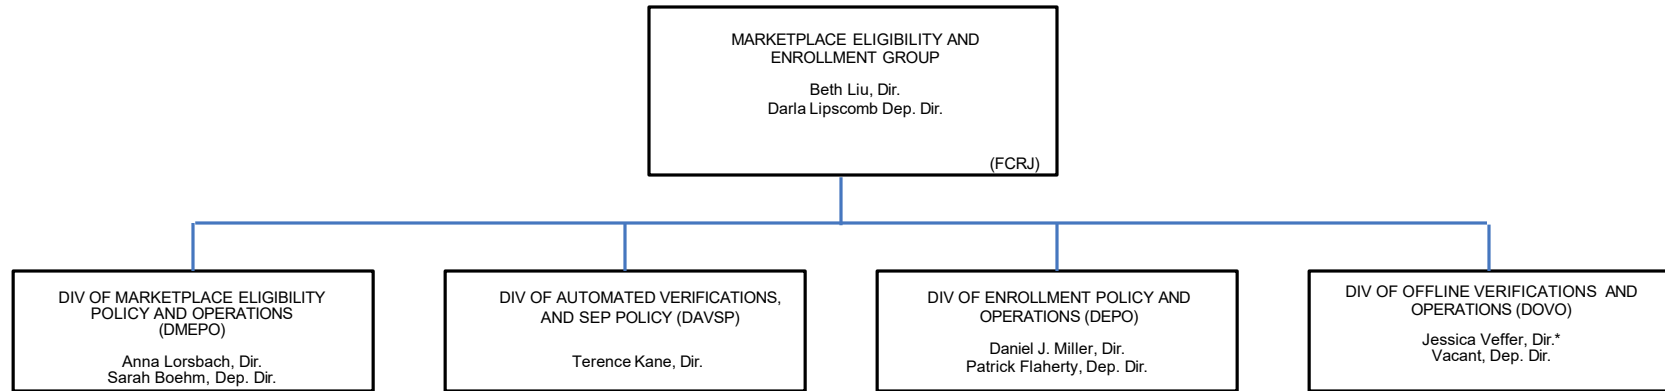 MARKETPLACE ELIGIBILITY AND
ENROLLMENT GROUP
Beth Liu, Dir.
Darla Lipscomb Dep. Dir.
(FCRJ)
DIV OF MARKETPLACE ELIGIBILITY
POLICY AND OPERATIONS
(DMEPO)
Anna Lorsbach, Dir.
Sarah Boehm, Dep. Dir.
DIV OF AUTOMATED VERIFICATIONS,
AND SEP POLICY (DAVSP)
Terence Kane, Dir.
DIV OF ENROLLMENT POLICY AND
OPERATIONS (DEPO)
Daniel J. Miller, Dir.
Patrick Flaherty, Dep. Dir.
DIV OF OFFLINE VERIFICATIONS AND
OPERATIONS (DOVO)
Jessica Veffer, Dir.*
Vacant, Dep. Dir.